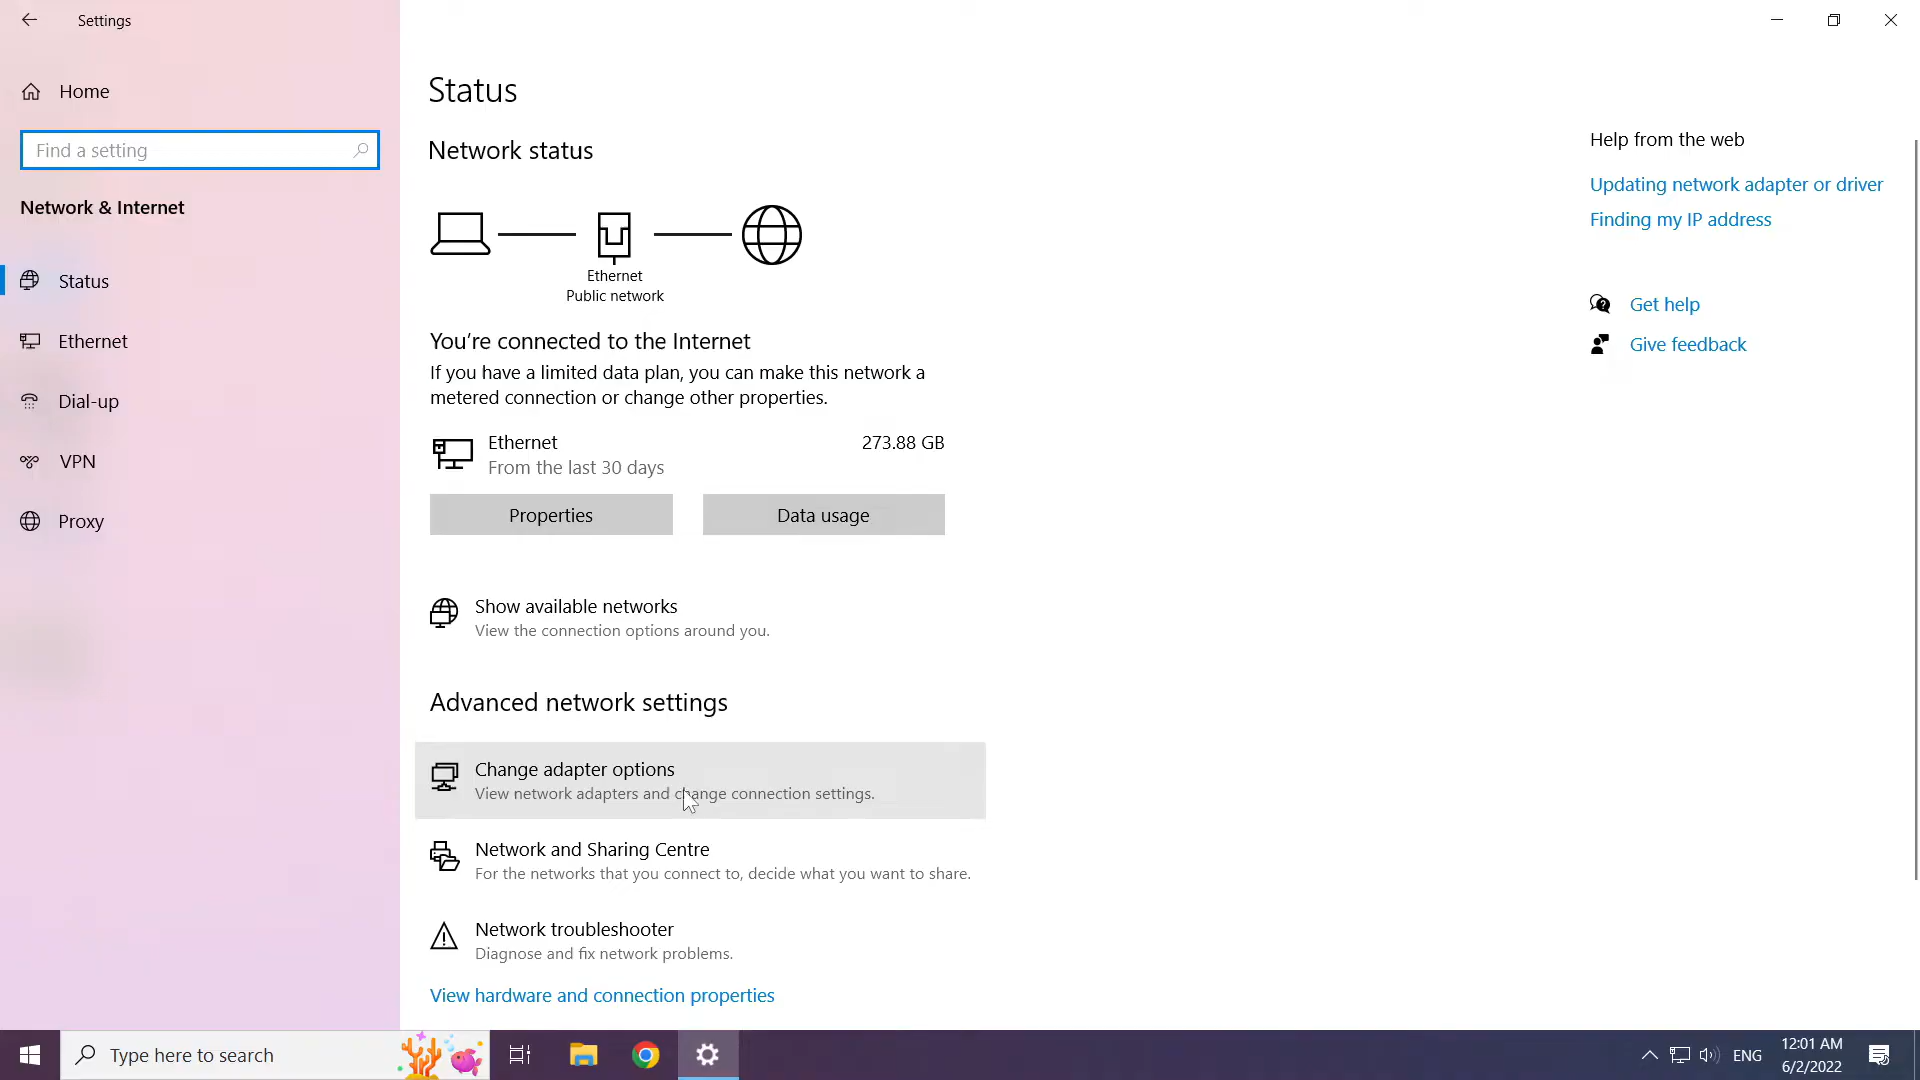 Settings
Home
Find a setting
Network & Internet
Status
Ethernet
Dial-up
VPN
Proxy
Status
Network status
Ethernet
Public network
You're connected to the Internet
If you have a limited data plan, you can make this network a
metered connection or change other properties.
Ethernet 273.88 GB
From the last 30 days
Properties Data usage
Show available networks
View the connection options around you.
Advanced network settings
Change adapter options
View network adapters and change connection settings.
Network and Sharing Centre
For the networks that you connect to, decide what you want to share.
Network troubleshooter
Diagnose and fix network problems.
View hardware and connection properties
Help from the web
Updating network adapter or driver
Finding my IP address
Get help
Give feedback
Type here to search
ENG
12:01 AM
6/2/2022